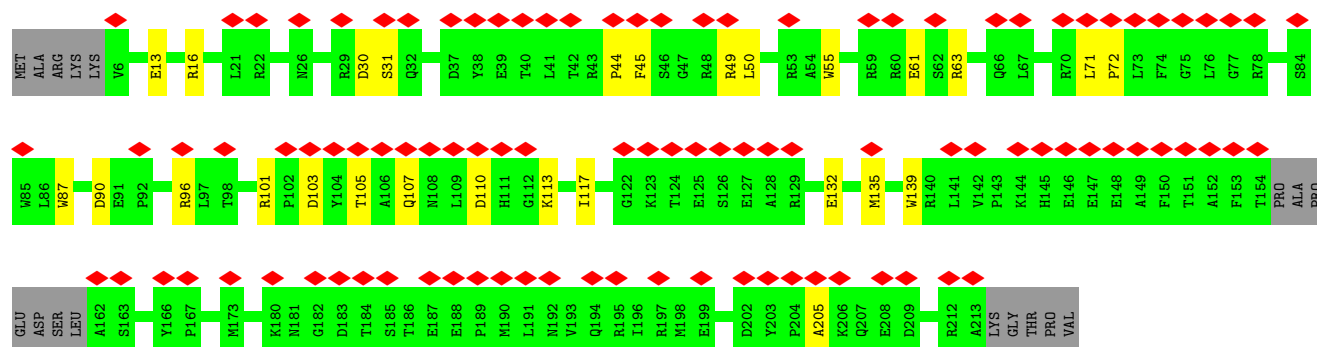 MET ALA ARG LYS LYS V6 E13 R16 L21 R22 N26 R29 D30 S31 Q32 D37 Y38 E39 T40 L41 T42 R43 P44 F45 S46 G47 R48 R49 L50 R53 A54 W55 R59 R60 E61 S62 R63 Q66 L67 R70 L71 P72 L73 F74 G75 L76 G77 R78 S84
W85 L86 W87 D90 E91 P92 R96 L97 T98 R101 P102 D103 Y104 T105 A106 Q107 N108 L109 D110 H111 G112 K113 I117 G122 K123 T124 E125 S126 E127 A128 R129 E132 M135 W139 R140 L141 V142 P143 K144 H145 E146 E147 E148 A149 F150 T151 A152 F153 T154 PRO ALA PRO
GLU ASP SER LEU A162 S163 Y166 P167 M173 K180 N181 G182 D183 T184 S185 T186 E187 E188 P189 M190 L191 N192 V193 Q194 R195 I196 R197 M198 E199 D202 Y203 P204 A205 K206 Q207 E208 D209 R212 A213 LYS GLY THR PRO VAL